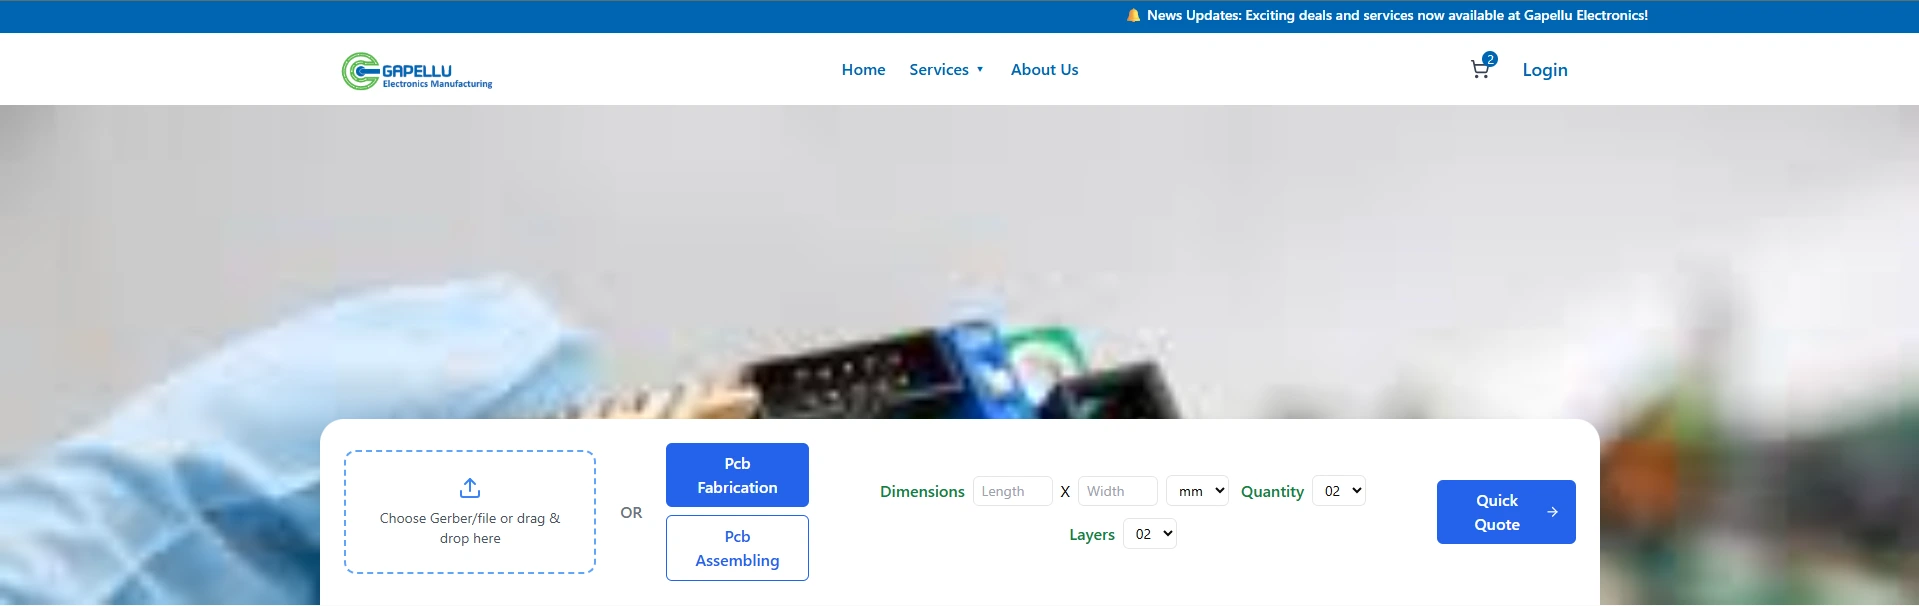 🔔 News Updates: Exciting deals and services now available at Gapellu Electronics!
GAPELLU
Electronics Manufacturing
Home
Services ▼
About Us
2
Login
Choose Gerber/file or drag &
drop here
OR
Pcb
Fabrication
Pcb
Assembling
Dimensions Length X Width mm Quantity 02
Layers 02
Quick
Quote →